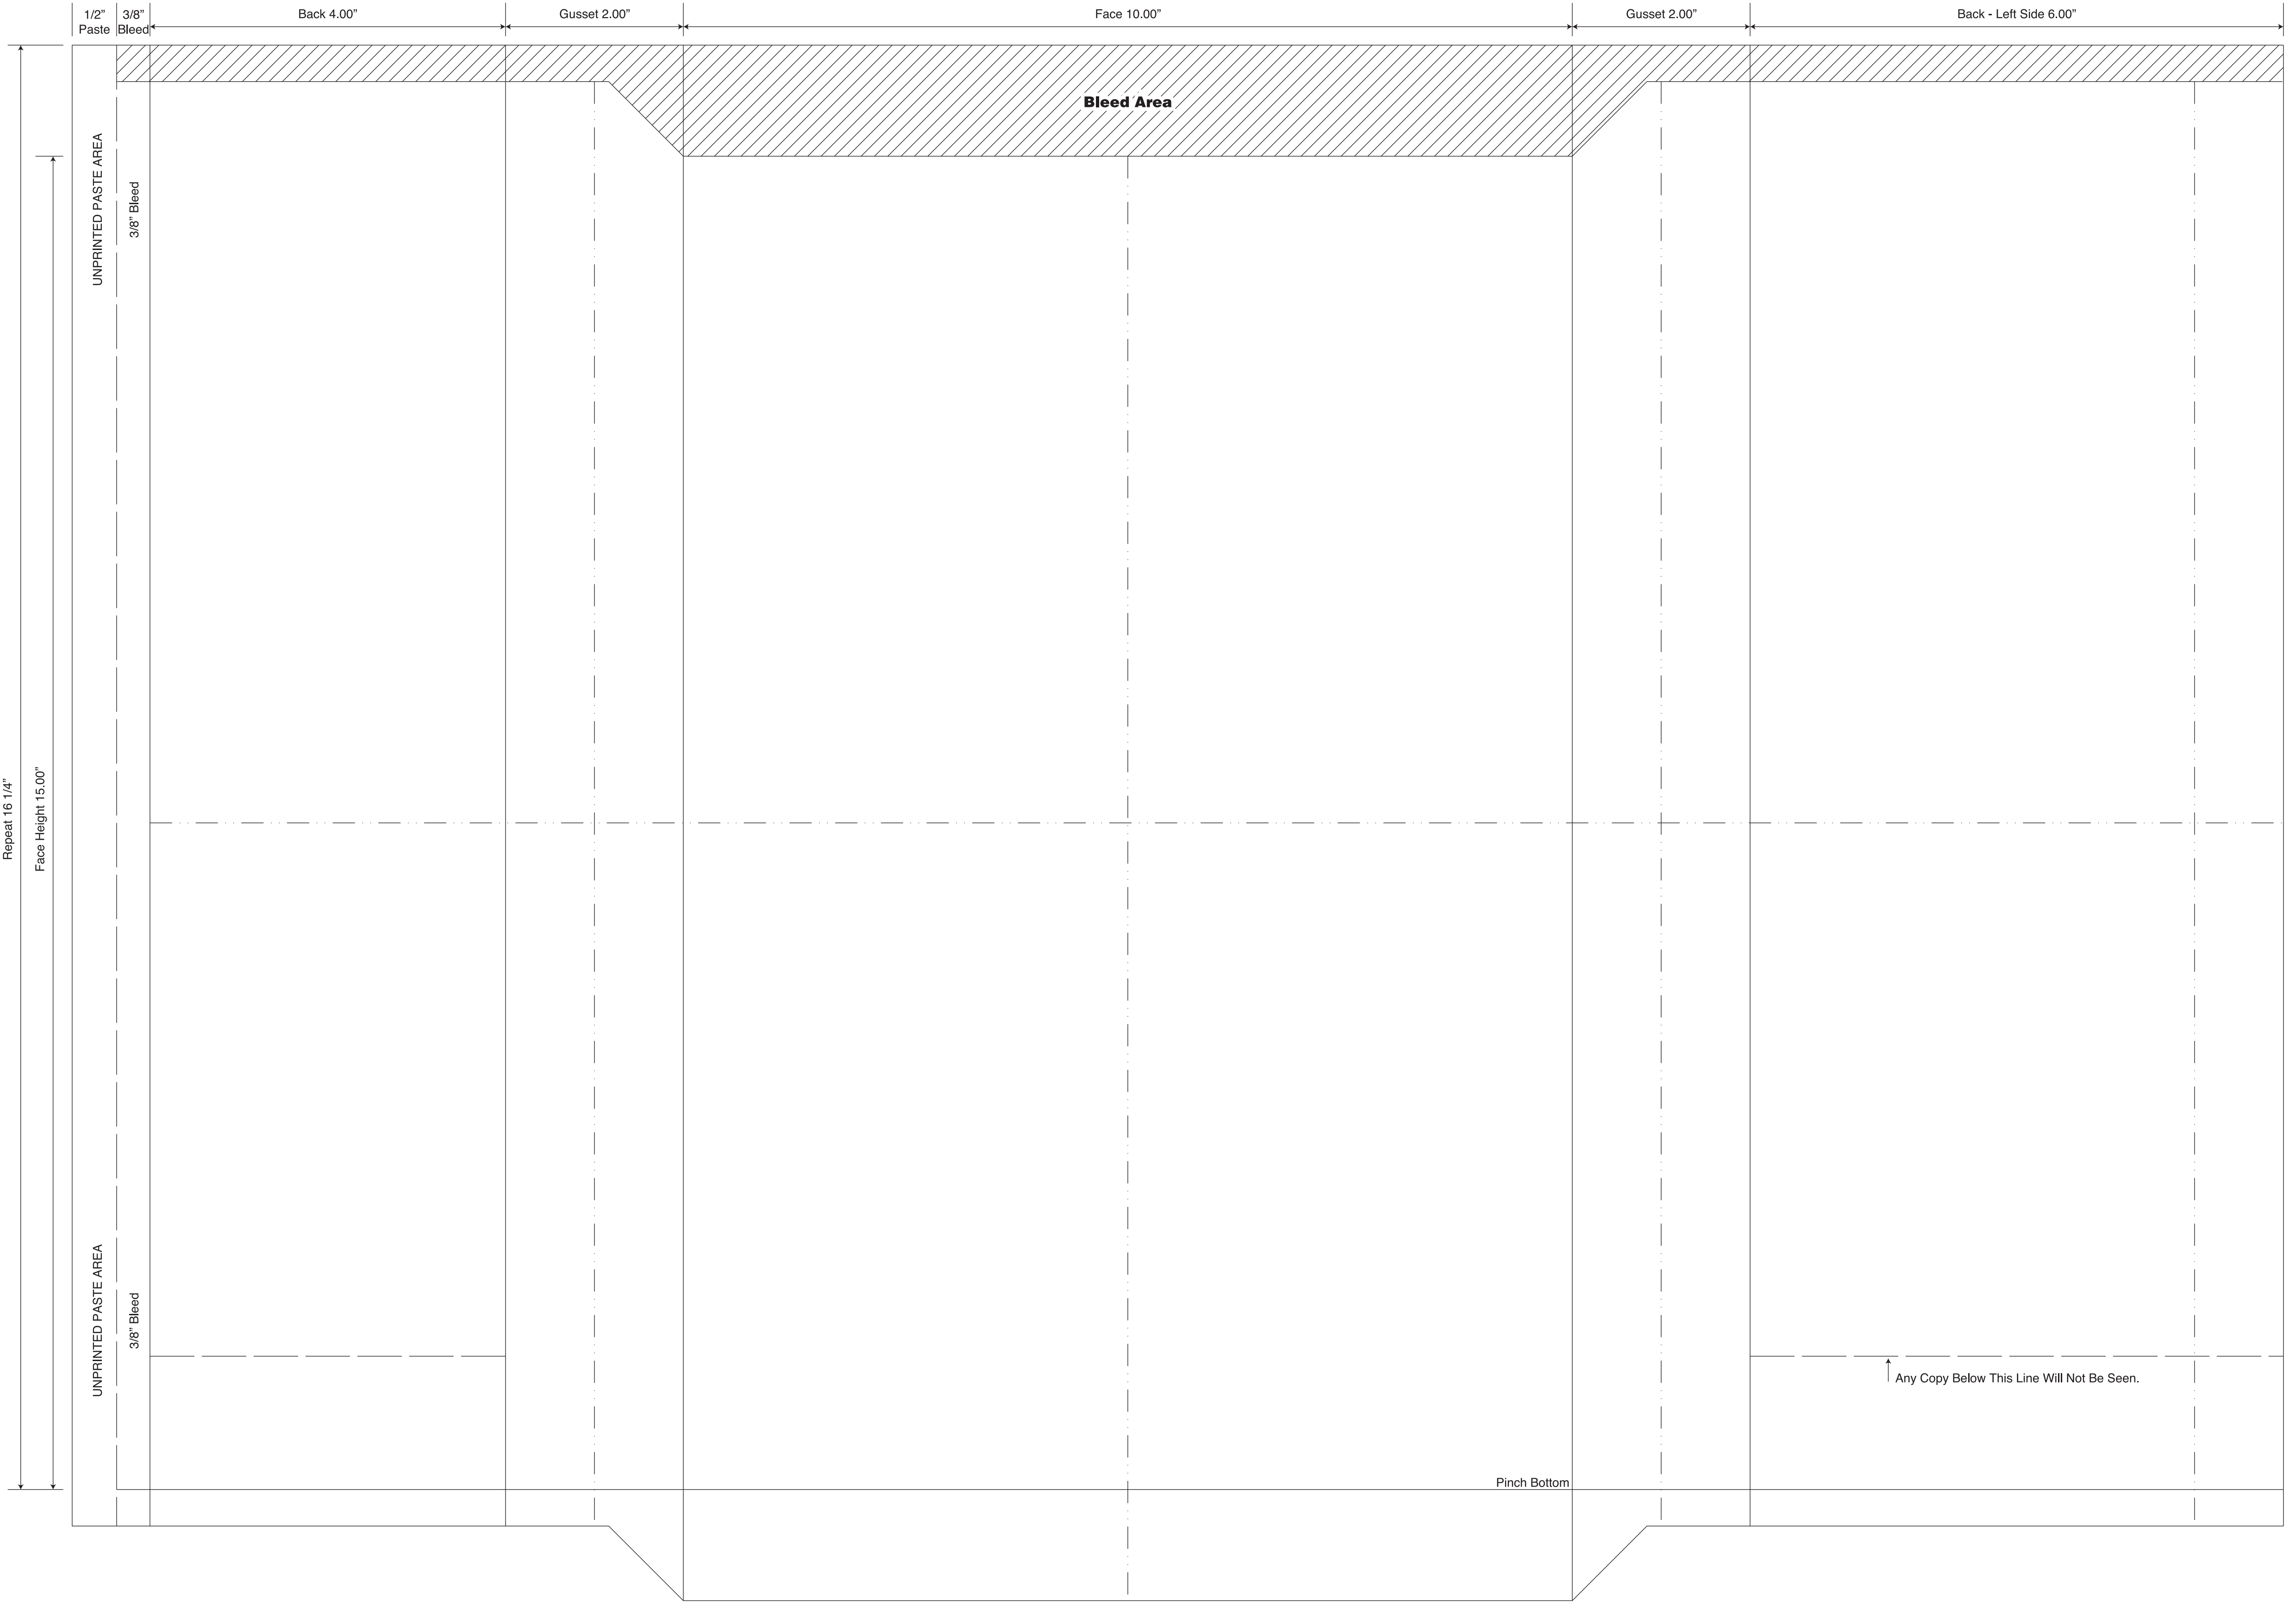 1/2”
Paste
3/8”
Bleed
Back 4.00”
Gusset 2.00”
Face 10.00”
Gusset 2.00”
Back - Left Side 6.00”
Bleed Area
UNPRINTED PASTE AREA
3/8” Bleed
Repeat 16 1/4”
Face Height 15.00”
UNPRINTED PASTE AREA
3/8” Bleed
Any Copy Below This Line Will Not Be Seen.
Pinch Bottom